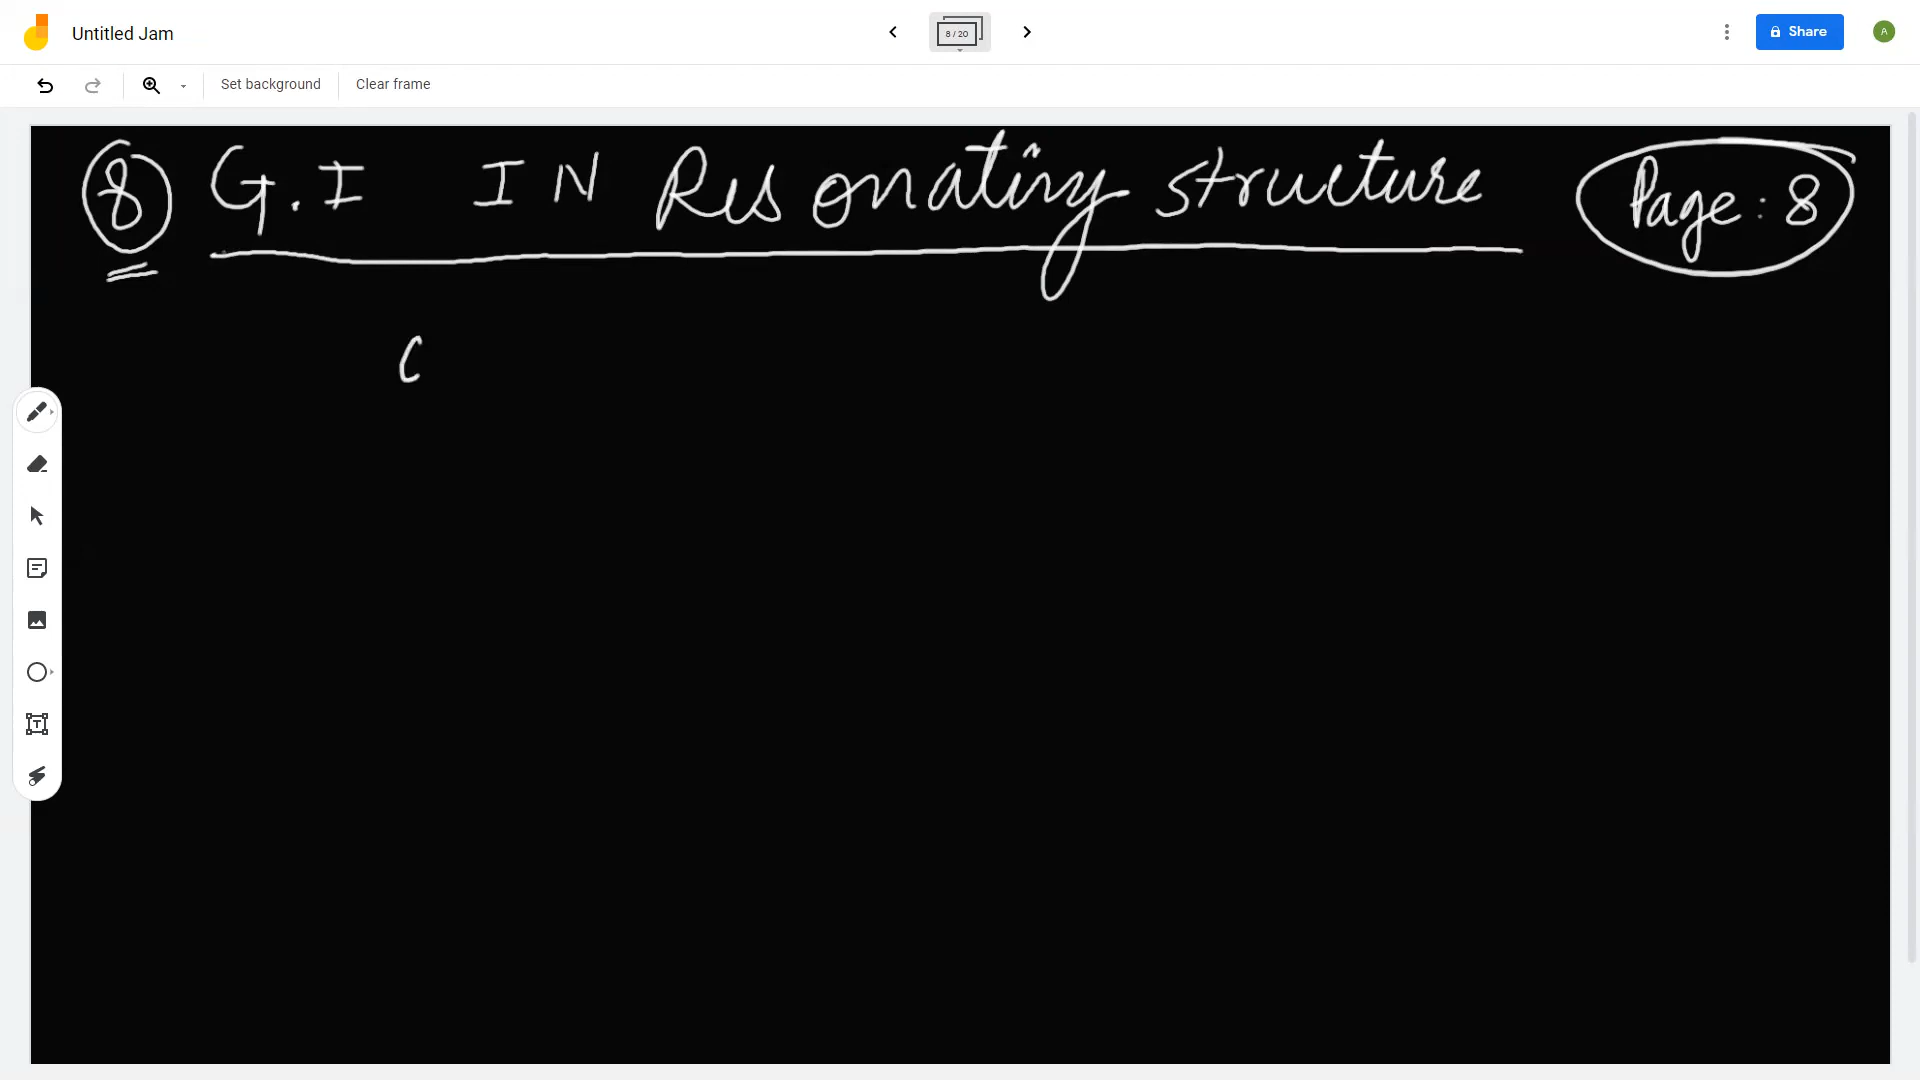 Untitled Jam
8 / 20
Share
A
Set background
Clear frame
8 G.I IN Resonating structure Page: 8
C